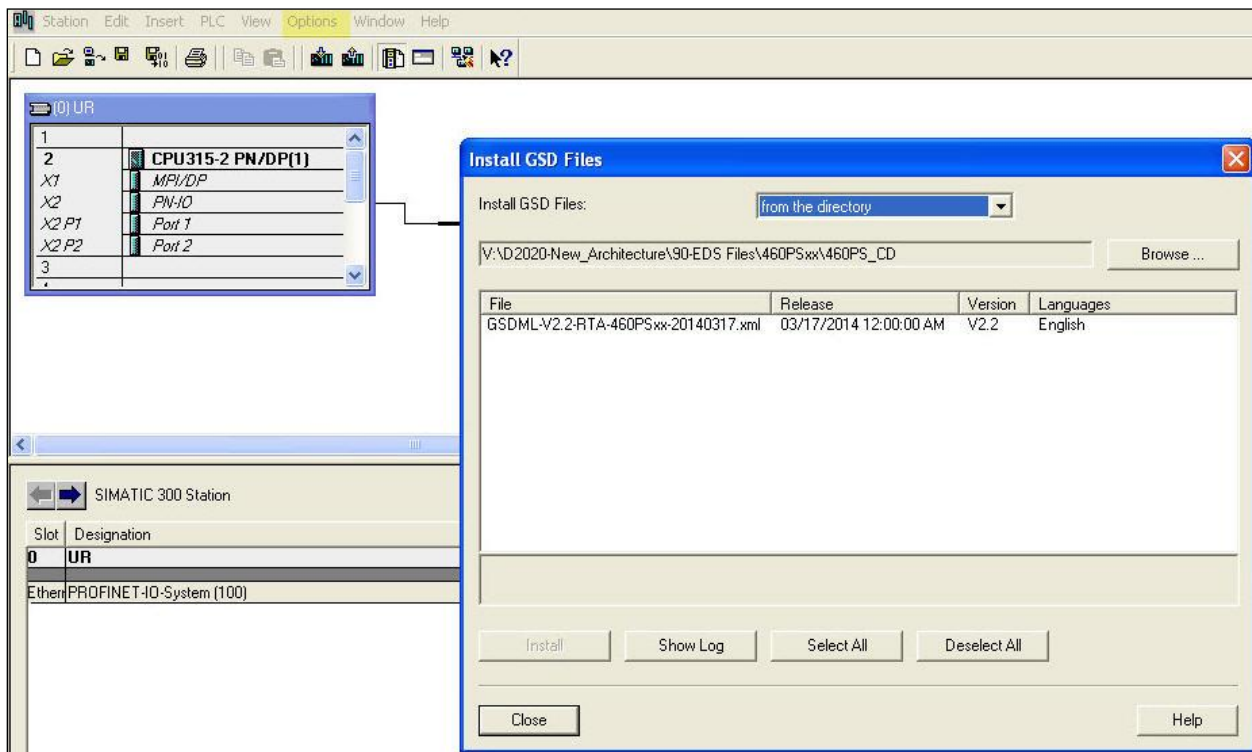 Station Edit Insert PLC View Options Window Help
(0) UR
1
2 CPU315-2 PN/DP(1)
X1 MPI/DP
X2 PN-IO
X2 P1 Port 1
X2 P2 Port 2
3
Install GSD Files
Install GSD Files: from the directory
V:\D2020-New_Architecture\90-EDS Files\460PSxx\460PS_CD Browse ...
File Release Version Languages
GSDML-V2.2-RTA-460PSxx-20140317.xml 03/17/2014 12:00:00 AM V2.2 English
SIMATIC 300 Station
Slot Designation
0 UR
Ethern PROFINET-IO-System (100)
Install Show Log Select All Deselect All
Close Help